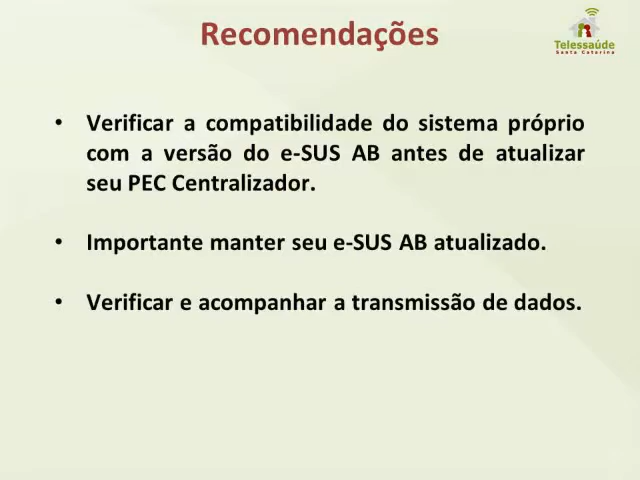 Recomendações
Telessaúde
Santa Catarina
• Verificar a compatibilidade do sistema próprio
com a versão do e-SUS AB antes de atualizar
seu PEC Centralizador.
• Importante manter seu e-SUS AB atualizado.
• Verificar e acompanhar a transmissão de dados.